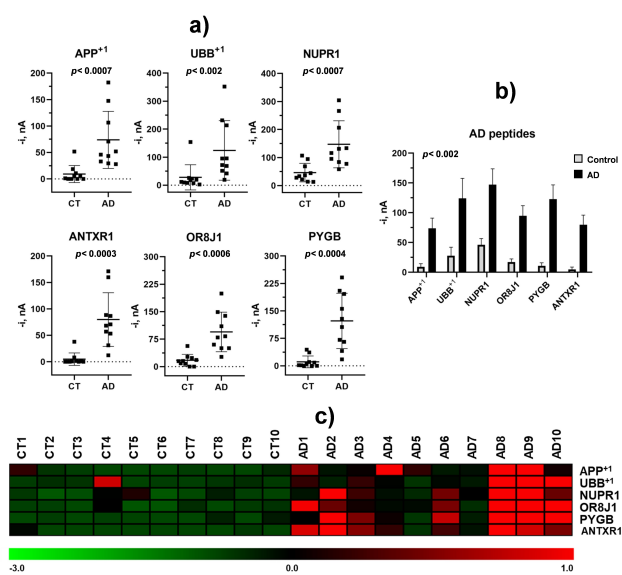 a)
APP+1
UBB+1
NUPR1
p< 0.0007
p< 0.002
p< 0.0007
-i, nA
200
150
100
50
0
CT
AD
-i, nA
400
300
200
100
0
CT
AD
-i, nA
400
300
200
100
0
CT
AD
ANTXR1
OR8J1
PYGB
p< 0.0003
p< 0.0006
p< 0.0004
-i, nA
200
150
100
50
0
CT
AD
-i, nA
300
225
150
75
0
CT
AD
-i, nA
300
225
150
75
0
CT
AD
b)
AD peptides
p< 0.002
Control
AD
-i, nA
200
150
100
50
0
APP+1
UBB+1
NUPR1
OR8J1
PYGB
ANTXR1
c)
CT1 CT2 CT3 CT4 CT5 CT6 CT7 CT8 CT9 CT10 AD1 AD2 AD3 AD4 AD5 AD6 AD7 AD8 AD9 AD10
APP+1
UBB+1
NUPR1
OR8J1
PYGB
ANTXR1
-3.0 0.0 1.0